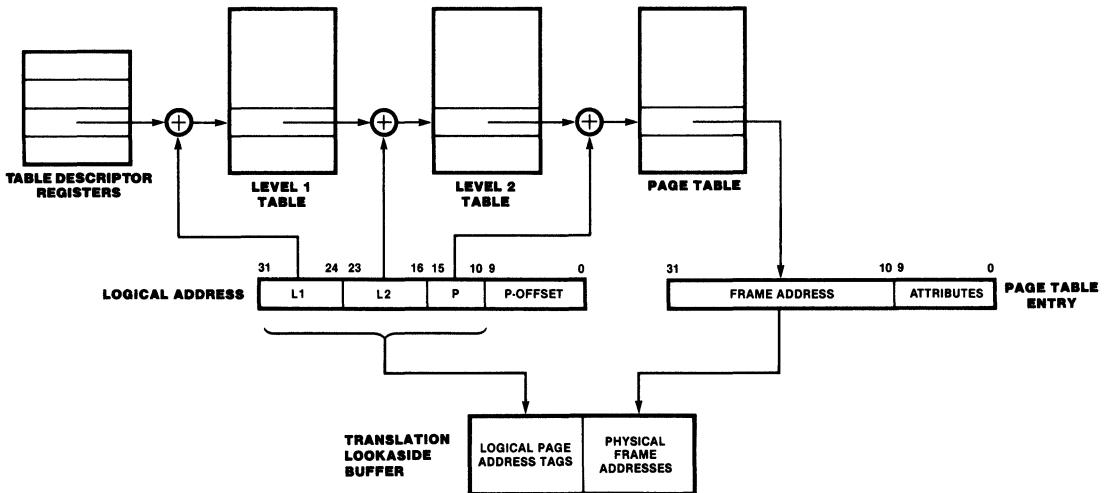 TABLE DESCRIPTOR
REGISTERS
LEVEL 1
TABLE
LEVEL 2
TABLE
PAGE TABLE
31 24 23 16 15 10 9 0
LOGICAL ADDRESS L1 L2 P P-OFFSET
31 10 9 0
FRAME ADDRESS ATTRIBUTES
PAGE TABLE
ENTRY
TRANSLATION
LOOKASIDE
BUFFER
LOGICAL PAGE
ADDRESS TAGS
PHYSICAL
FRAME
ADDRESSES